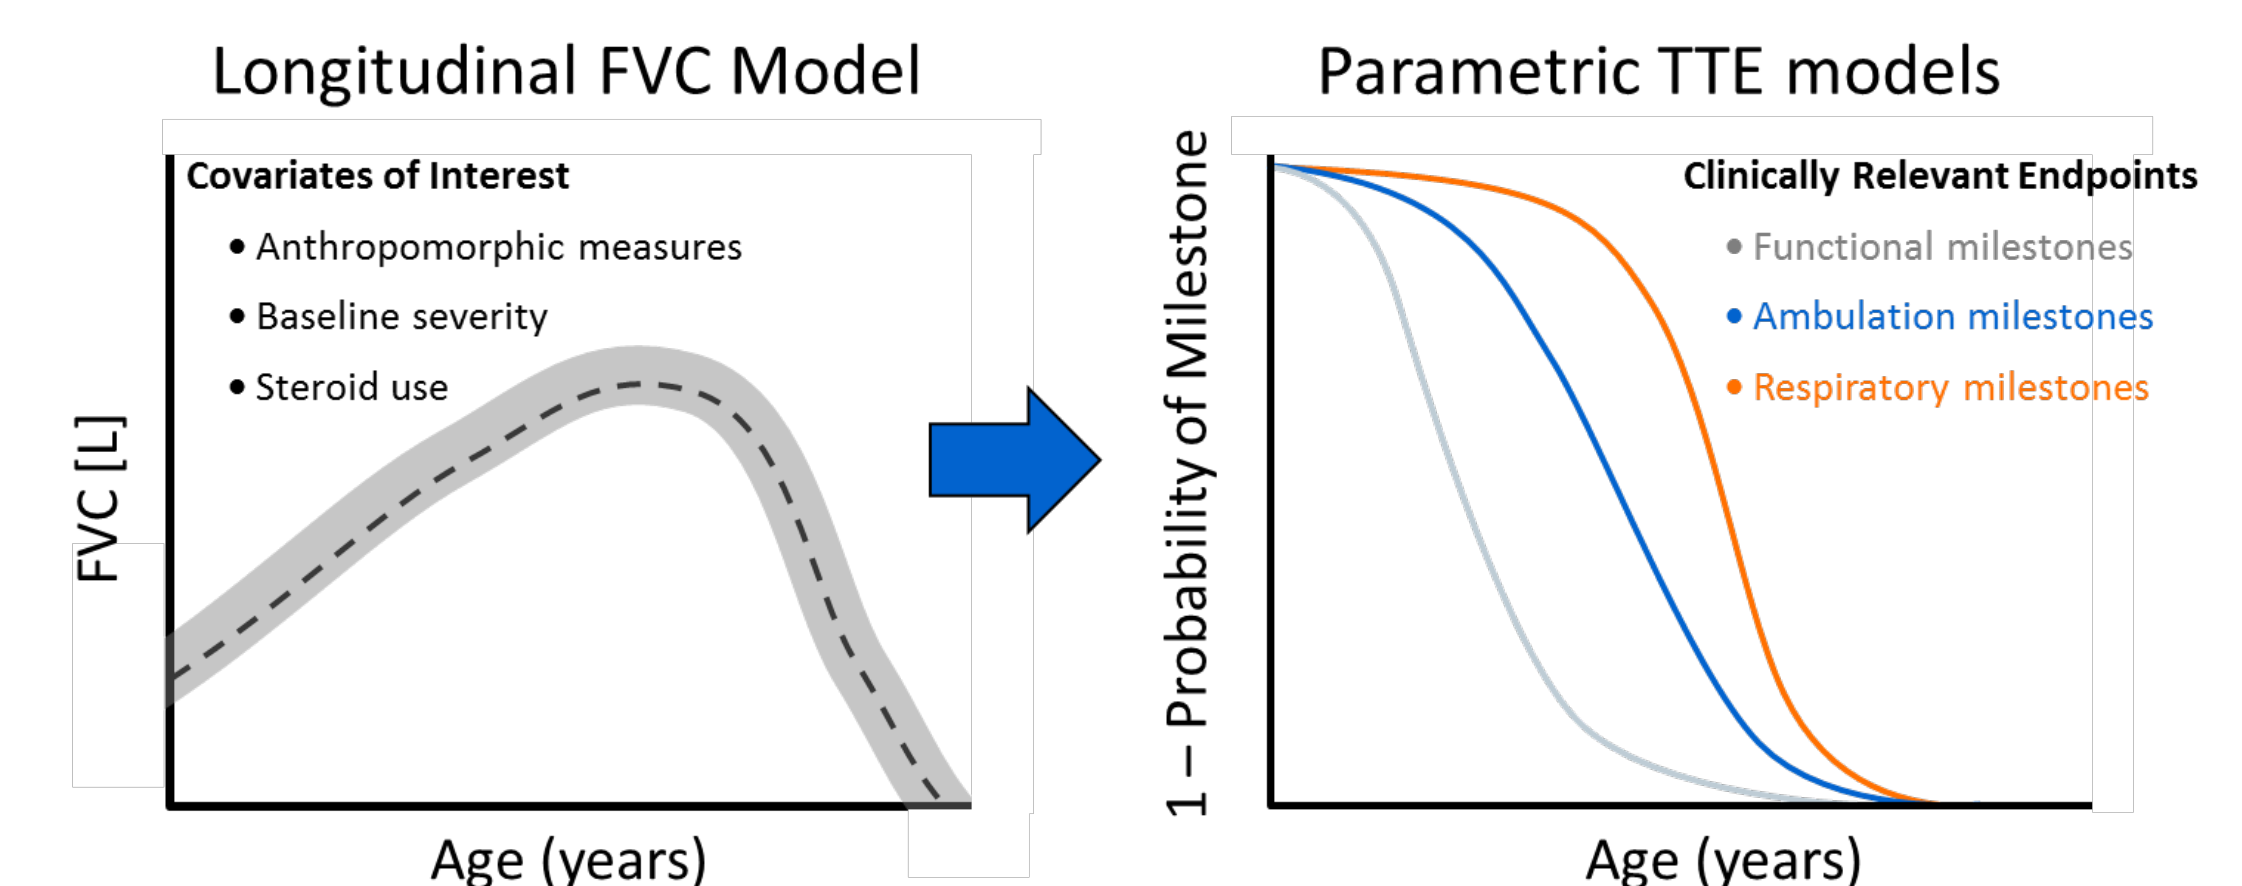 Longitudinal FVC Model
Covariates of Interest
• Anthropomorphic measures
• Baseline severity
• Steroid use
FVC [L]
Age (years)
Parametric TTE models
Clinically Relevant Endpoints
• Functional milestones
• Ambulation milestones
• Respiratory milestones
1 – Probability of Milestone
Age (years)